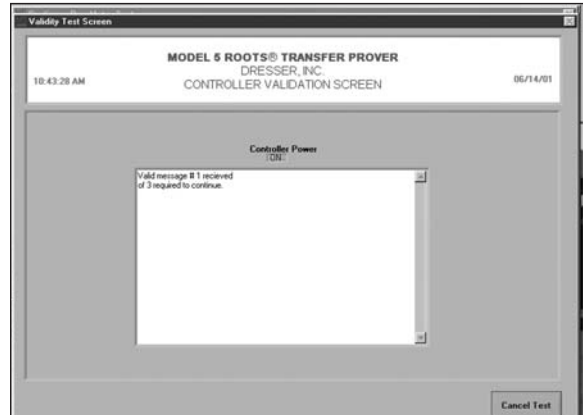 Validity Test Screen
MODEL 5 ROOTS® TRANSFER PROVER
DRESSER, INC.
10:43:28 AM
CONTROLLER VALIDATION SCREEN
06/14/01
Controller Power
ON
Valid message # 1 recieved
of 3 required to continue.
Cancel Test